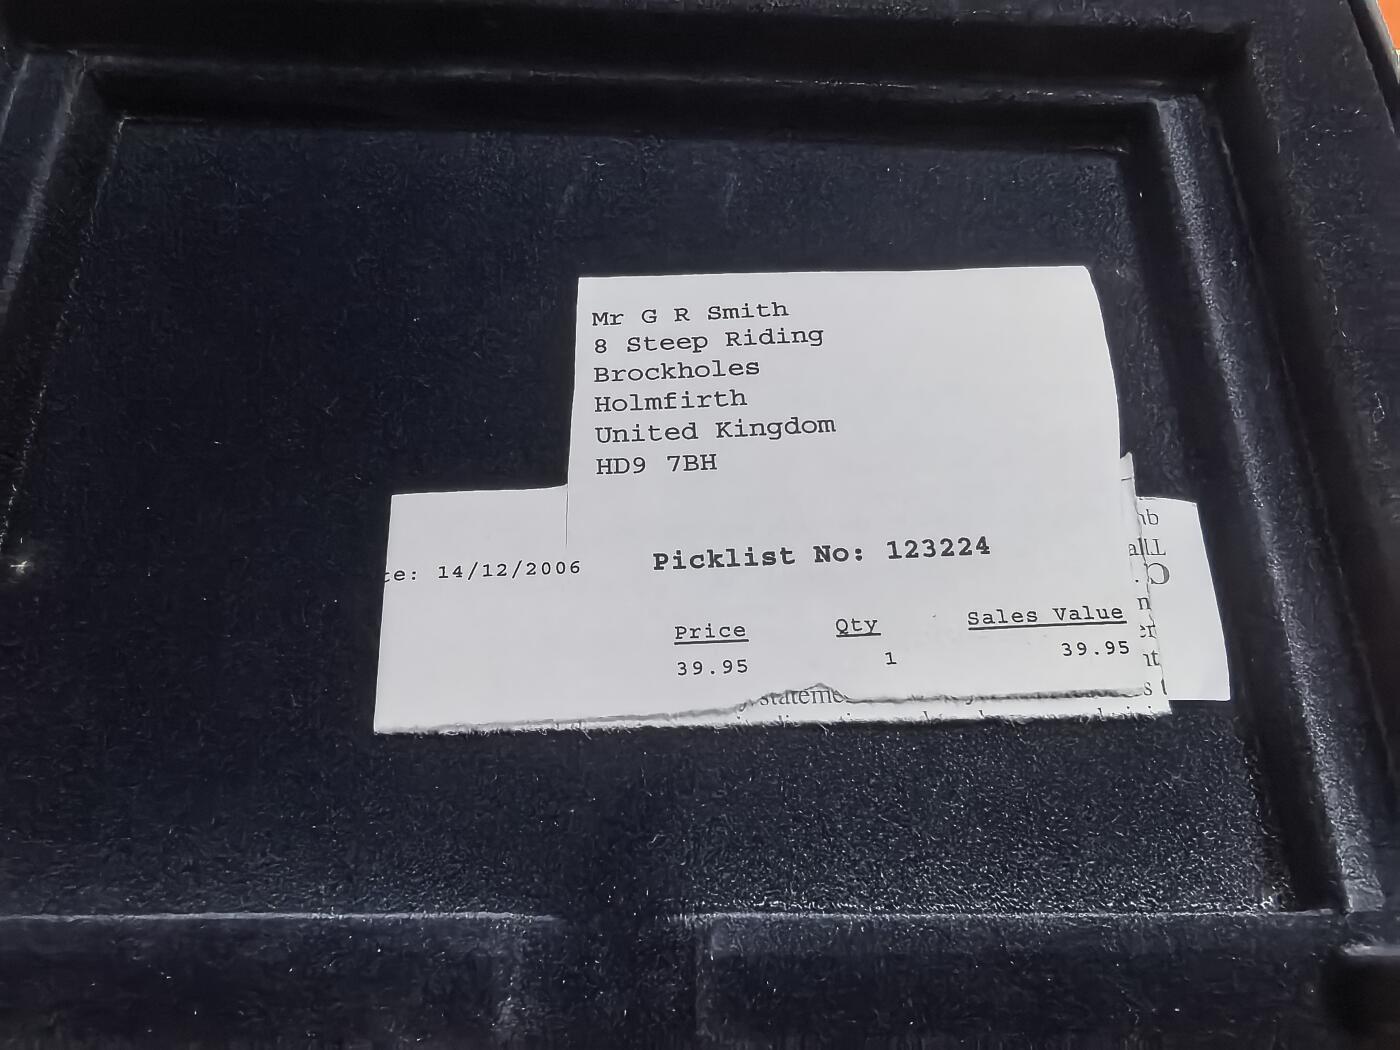 Mr G R Smith
8 Steep Riding
Brockholes
Holmfirth
United Kingdom
HD9 7BH
te: 14/12/2006 Picklist No: 123224
Price Qty Sales Value
39.95 1 39.95